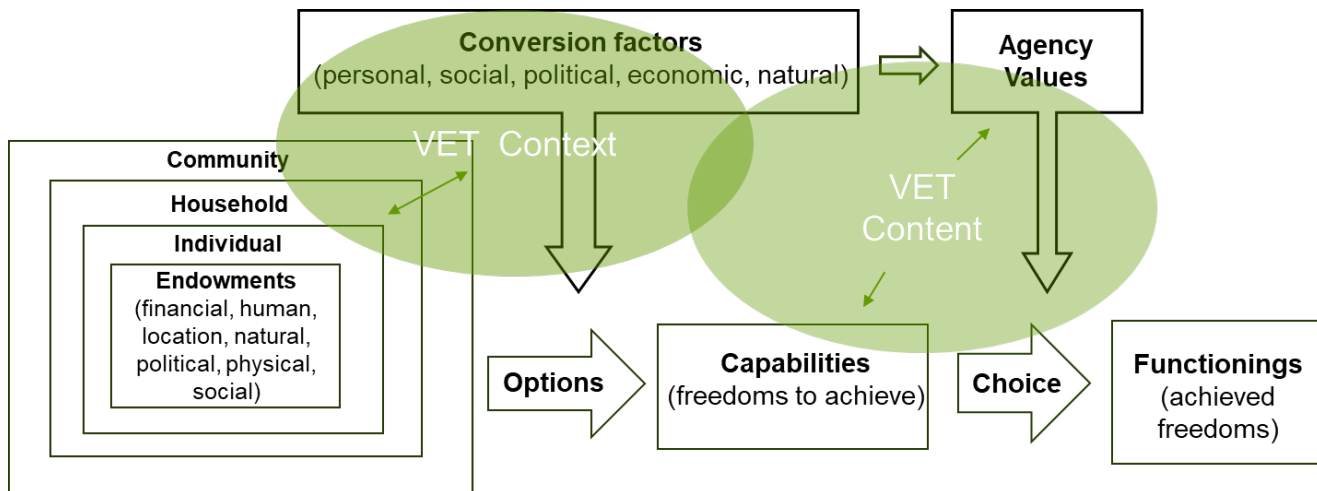 Conversion factors
(personal, social, political, economic, natural)
Agency
Values
VET Context
Community
Household
Individual
Endowments
(financial, human,
location, natural,
political, physical,
social)
VET
Content
Options
Capabilities
(freedoms to achieve)
Choice
Functionings
(achieved
freedoms)